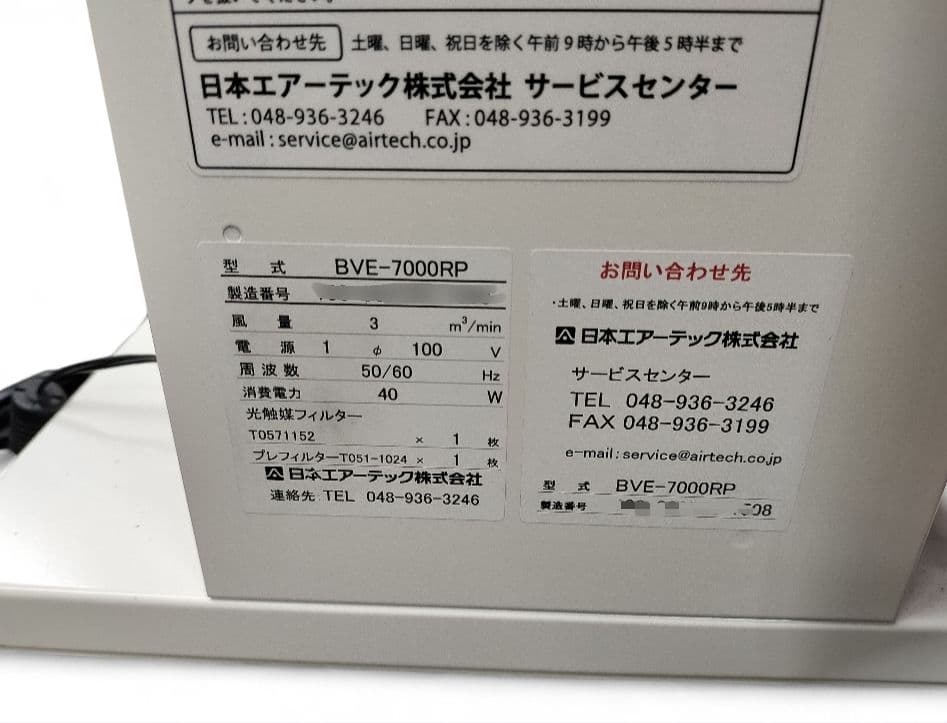 お問い合わせ先 土曜、日曜、祝日を除く午前9時から午後5時半まで
日本エアーテック株式会社 サービスセンター
TEL:048-936-3246 FAX:048-936-3199
e-mail:service@airtech.co.jp
型 式 BVE-7000RP
製造番号
風 量 3 m³/min
電 源 1 φ 100 V
周波数 50/60 Hz
消費電力 40 W
光触媒フィルター
T0571152 × 1 枚
プレフィルターT051-1024 × 1 枚
日本エアーテック株式会社
連絡先 TEL 048-936-3246
お問い合わせ先
・土曜、日曜、祝日を除く午前9時から午後5時半まで
日本エアーテック株式会社
サービスセンター
TEL 048-936-3246
FAX 048-936-3199
e-mail:service@airtech.co.jp
型 式 BVE-7000RP
製造番号